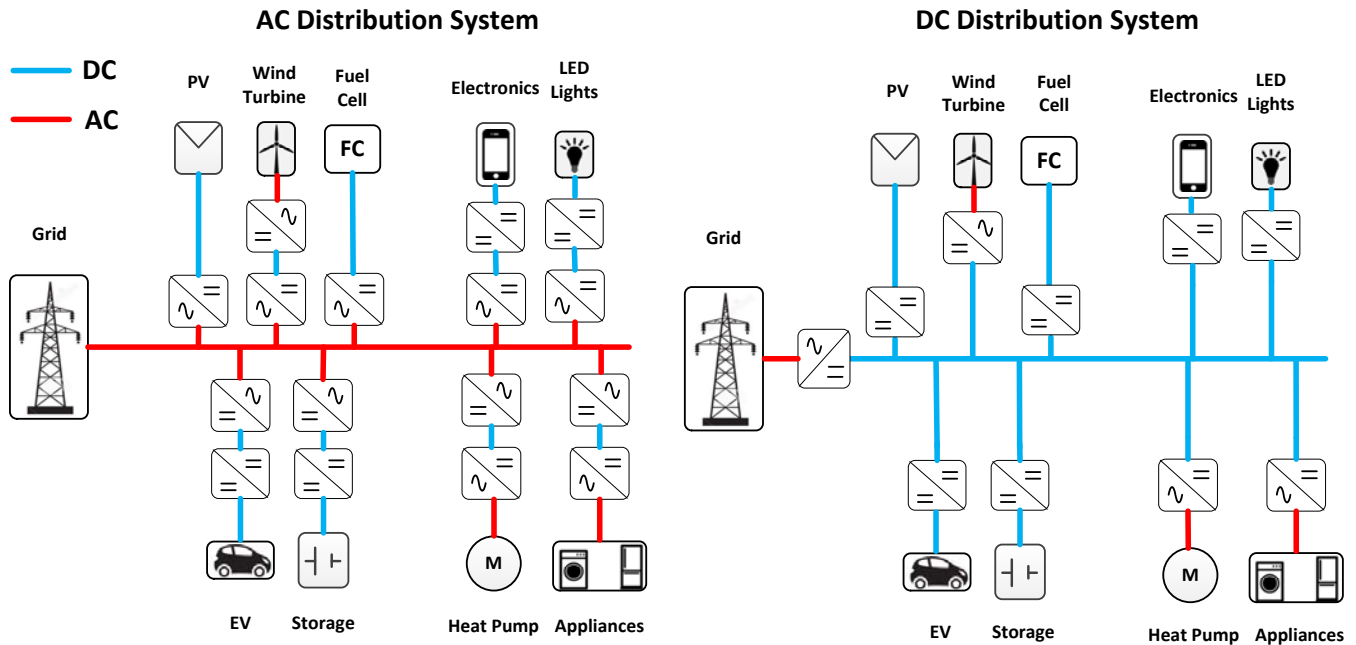 AC Distribution System
DC
AC
PV
Wind
Turbine
Fuel
Cell
Electronics
LED
Lights
FC
Grid
M
EV
Storage
Heat Pump
Appliances
DC Distribution System
PV
Wind
Turbine
Fuel
Cell
Electronics
LED
Lights
FC
Grid
M
EV
Storage
Heat Pump
Appliances